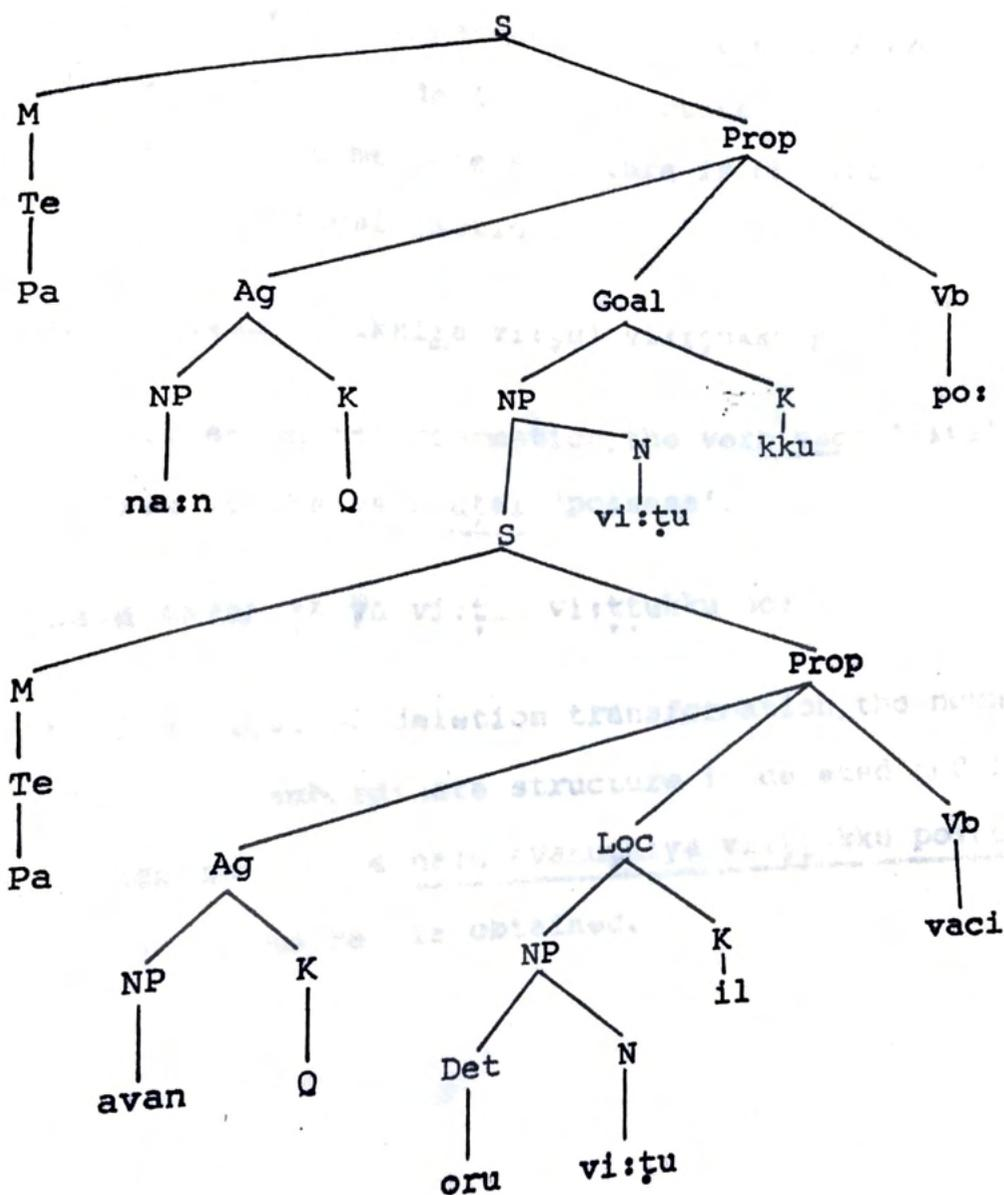 S
M Prop
Te
Pa Ag Goal Vb
NP K NP K po:
N kku
na:n Q vi:ṭu
S
M Prop
Te
Pa Ag Loc Vb
NP K NP K vaci
il
avan Q Det N
oru vi:ṭu